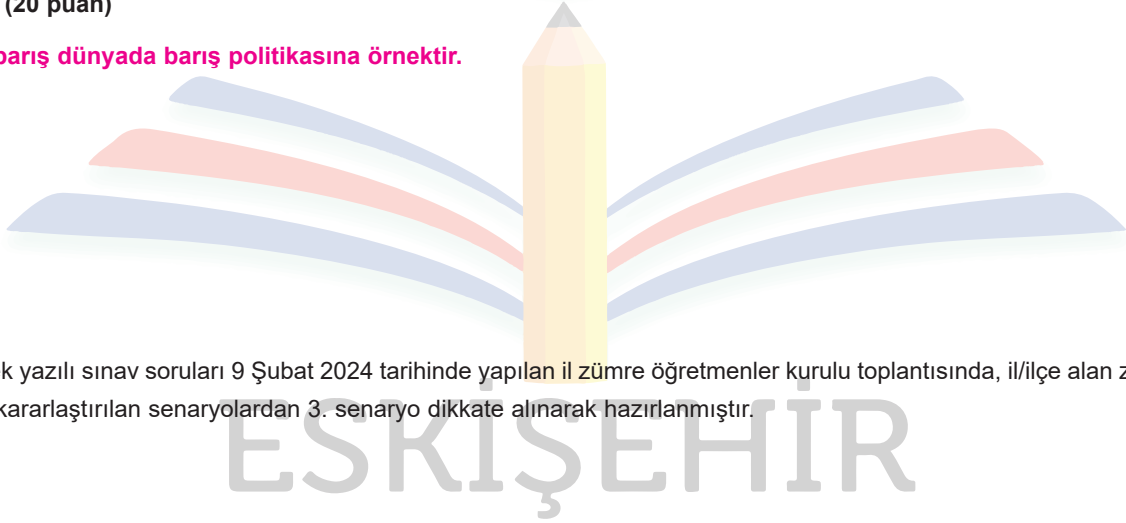 (20 puan)
barış dünyada barış politikasına örnektir.
yazılı sınav soruları 9 Şubat 2024 tarihinde yapılan il zümre öğretmenler kurulu toplantısında, il/ilçe alan
kararlaştırılan senaryolardan 3. senaryo dikkate alınarak hazırlanmıştır.
ESKİŞEHİR